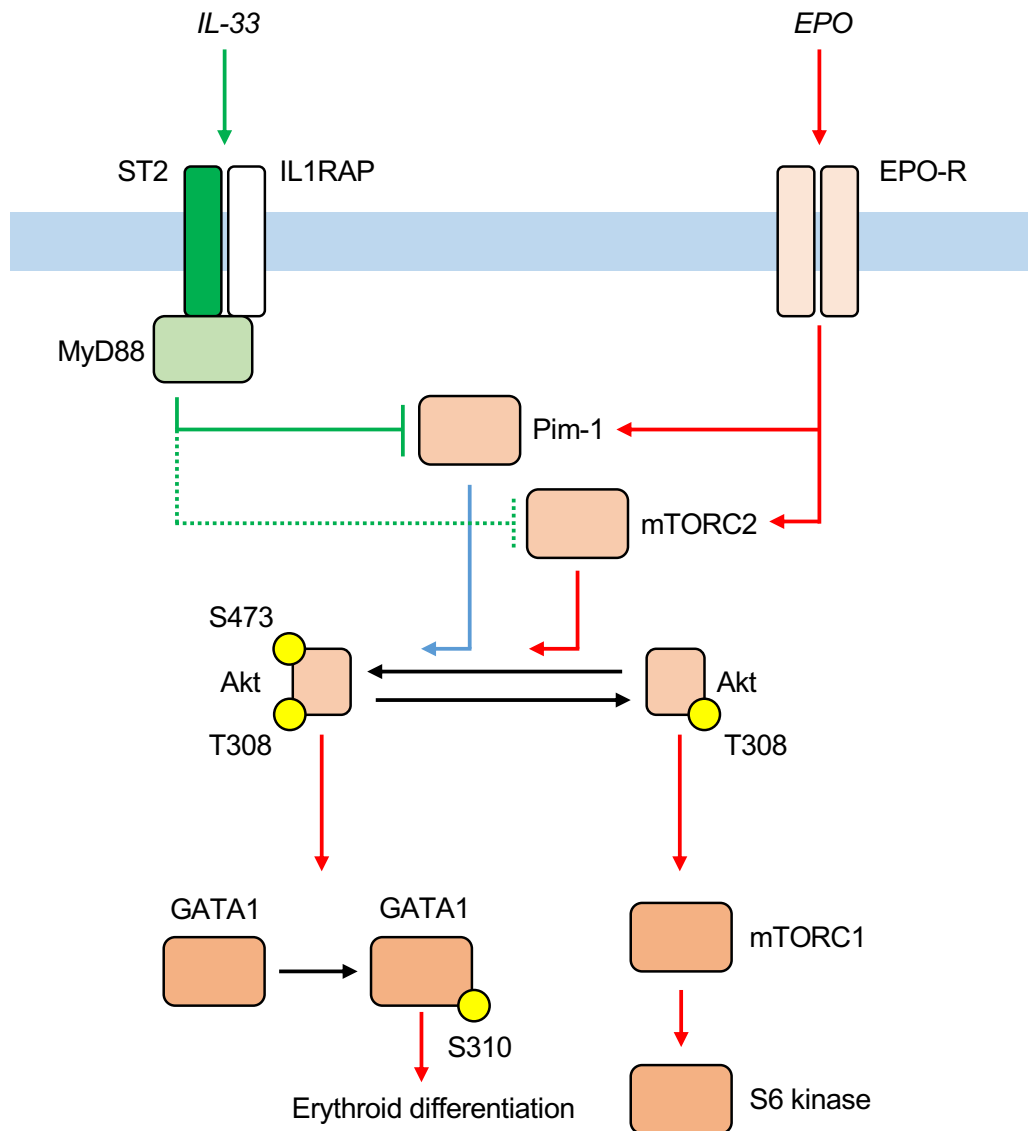 IL-33
EPO
ST2
IL1RAP
EPO-R
MyD88
Pim-1
mTORC2
S473
Akt
T308
Akt
T308
GATA1
GATA1
S310
mTORC1
Erythroid differentiation
S6 kinase